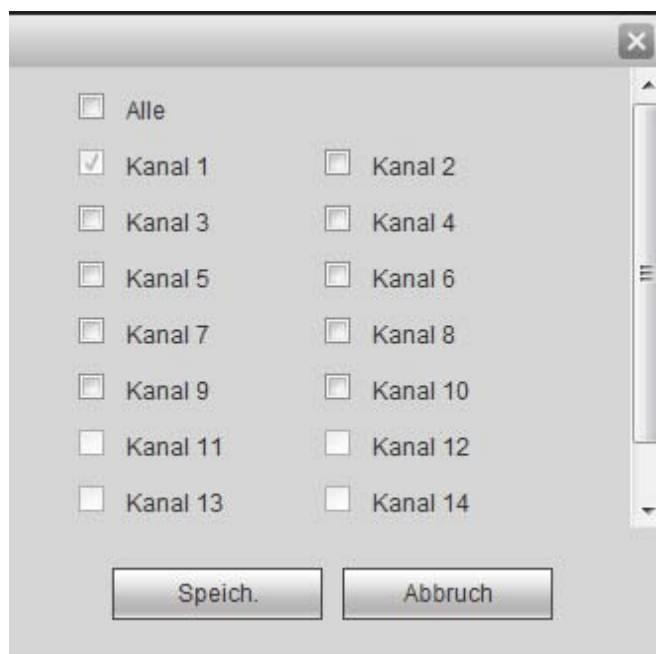 Alle
Kanal 1 Kanal 2
Kanal 3 Kanal 4
Kanal 5 Kanal 6
Kanal 7 Kanal 8
Kanal 9 Kanal 10
Kanal 11 Kanal 12
Kanal 13 Kanal 14
Speich. Abbruch